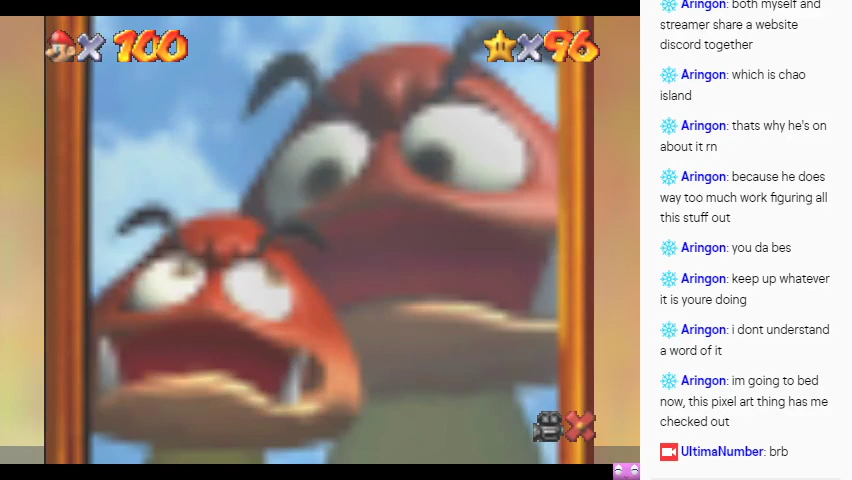 100
96
Aringon: both myself and
streamer share a website
discord together
Aringon: which is chao
island
Aringon: thats why he's on
about it rn
Aringon: because he does
way too much work figuring all
this stuff out
Aringon: you da bes
Aringon: keep up whatever
it is youre doing
Aringon: i dont understand
a word of it
Aringon: im going to bed
now, this pixel art thing has me
checked out
UltimaNumber: brb